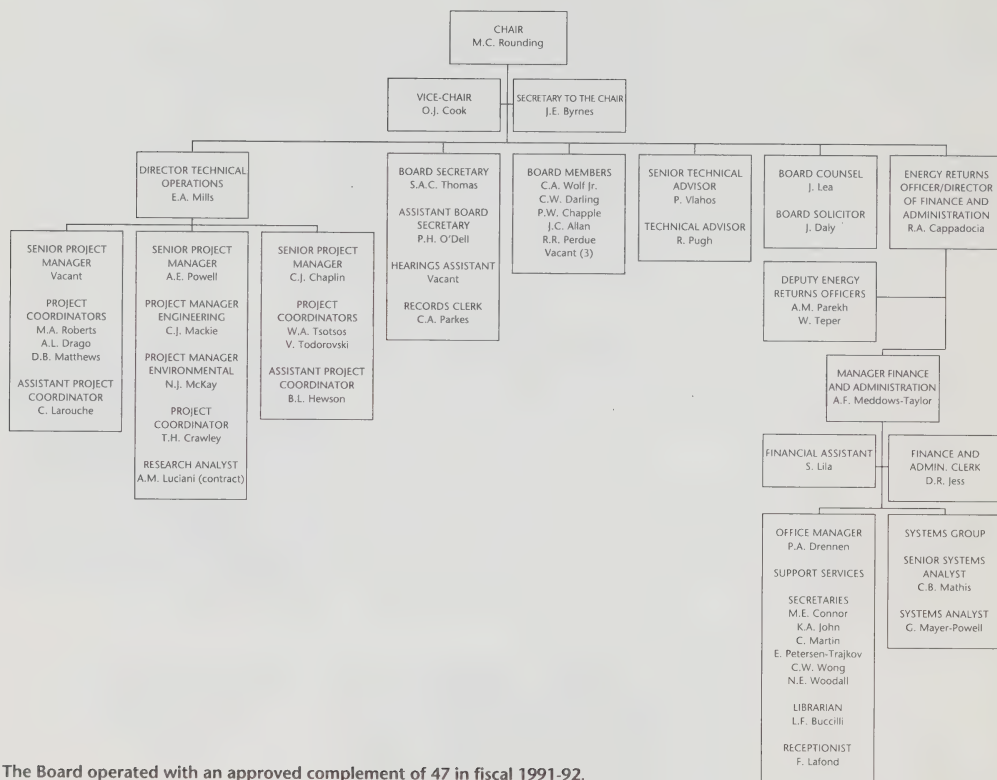 CHAIR
M.C. Rounding
VICE-CHAIR
O.J. Cook
SECRETARY TO THE CHAIR
J.E. Byrnes
DIRECTOR TECHNICAL
OPERATIONS
E.A. Mills
BOARD SECRETARY
S.A.C. Thomas
ASSISTANT BOARD
SECRETARY
P.H. O'Dell
HEARINGS ASSISTANT
Vacant
RECORDS CLERK
C.A. Parkes
BOARD MEMBERS
C.A. Wolf Jr.
C.W. Darling
P.W. Chapple
J.C. Allan
R.R. Perdue
Vacant (3)
SENIOR TECHNICAL
ADVISOR
P. Vlahos
TECHNICAL ADVISOR
R. Pugh
BOARD COUNSEL
J. Lea
BOARD SOLICITOR
J. Daly
ENERGY RETURNS
OFFICER/DIRECTOR
OF FINANCE AND
ADMINISTRATION
R.A. Cappadocia
SENIOR PROJECT
MANAGER
Vacant
PROJECT
COORDINATORS
M.A. Roberts
A.L. Drago
D.B. Matthews
ASSISTANT PROJECT
COORDINATOR
C. Larouche
SENIOR PROJECT
MANAGER
A.E. Powell
PROJECT MANAGER
ENGINEERING
C.J. Mackie
PROJECT MANAGER
ENVIRONMENTAL
N.J. McKay
PROJECT
COORDINATOR
T.H. Crawley
RESEARCH ANALYST
A.M. Luciani (contract)
SENIOR PROJECT
MANAGER
C.J. Chaplin
PROJECT
COORDINATORS
W.A. Tsotsos
V. Todorovski
ASSISTANT PROJECT
COORDINATOR
B.L. Hewson
DEPUTY ENERGY
RETURNS OFFICERS
A.M. Parekh
W. Teper
MANAGER FINANCE
AND ADMINISTRATION
A.F. Meddows-Taylor
FINANCIAL ASSISTANT
S. Lila
FINANCE AND
ADMIN. CLERK
D.R. Jess
OFFICE MANAGER
P.A. Drennen
SUPPORT SERVICES
SECRETARIES
M.E. Connor
K.A. John
C. Martin
E. Petersen-Trajkov
C.W. Wong
N.E. Woodall
LIBRARIAN
L.F. Buccilli
RECEPTIONIST
F. Lafond
SYSTEMS GROUP
SENIOR SYSTEMS
ANALYST
C.B. Mathis
SYSTEMS ANALYST
G. Mayer-Powell
The Board operated with an approved complement of 47 in fiscal 1991-92.